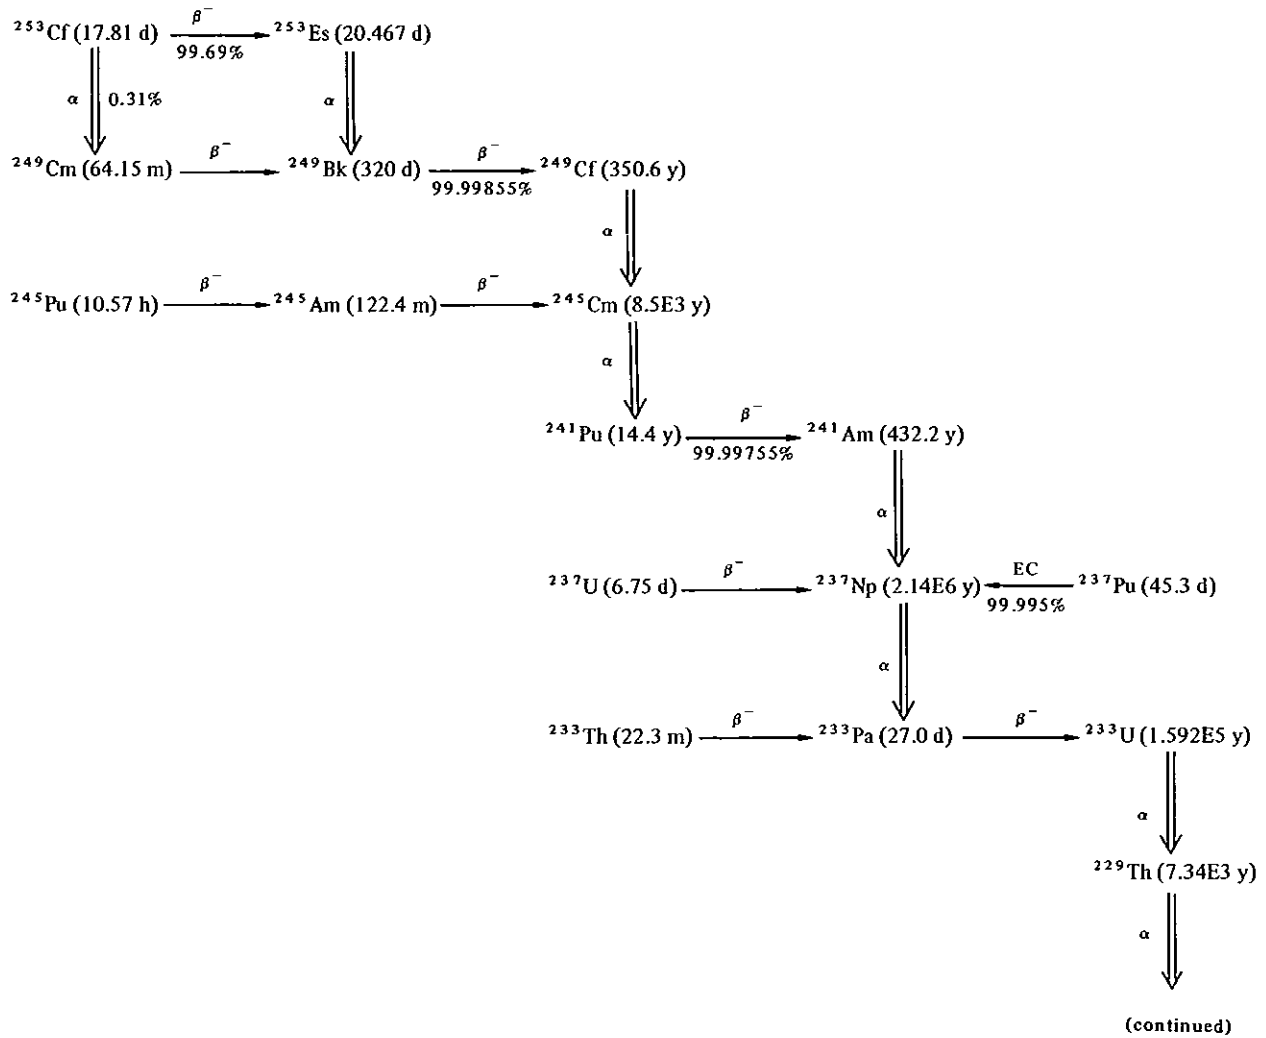 β⁻ β⁻
²⁵³Cf (17.81 d) ²⁵³Es (20.467 d)
99.69%
α 0.31% α
β⁻ β⁻
²⁴⁹Cm (64.15 m) ²⁴⁹Bk (320 d) ²⁴⁹Cf (350.6 y)
99.99855%
α
β⁻ β⁻
²⁴⁵Pu (10.57 h) ²⁴⁵Am (122.4 m) ²⁴⁵Cm (8.5E3 y)
α
β⁻
²⁴¹Pu (14.4 y) ²⁴¹Am (432.2 y)
99.99755%
α
β⁻ EC
²³⁷U (6.75 d) ²³⁷Np (2.14E6 y) ²³⁷Pu (45.3 d)
99.995%
α
β⁻ β⁻
²³³Th (22.3 m) ²³³Pa (27.0 d) ²³³U (1.592E5 y)
α
²²⁹Th (7.34E3 y)
α
(continued)